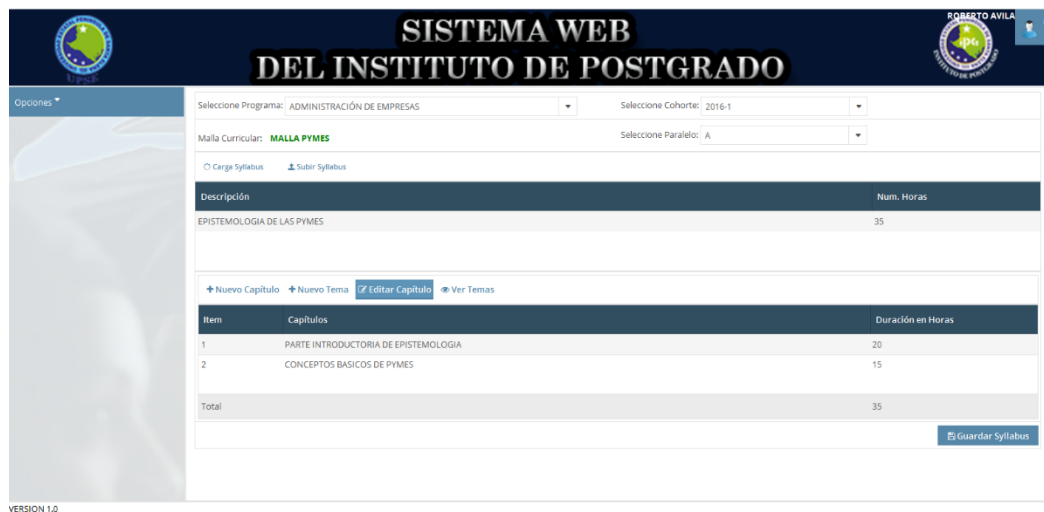 SISTEMA WEB
DEL INSTITUTO DE POSTGRADO
UPSE
ROBERTO AVILA
Opciones
Seleccione Programa: ADMINISTRACIÓN DE EMPRESAS Seleccione Cohorte: 2016-1
Malla Curricular: MALLA PYMES Seleccione Paralelo: A
Carga Syllabus Subir Syllabus
Descripción Num. Horas
EPISTEMOLOGIA DE LAS PYMES 35
Nuevo Capítulo Nuevo Tema Editar Capítulo Ver Temas
Item Capítulos Duración en Horas
1 PARTE INTRODUCTORIA DE EPISTEMOLOGIA 20
2 CONCEPTOS BASICOS DE PYMES 15
Total 35
Guardar Syllabus
VERSION 1.0